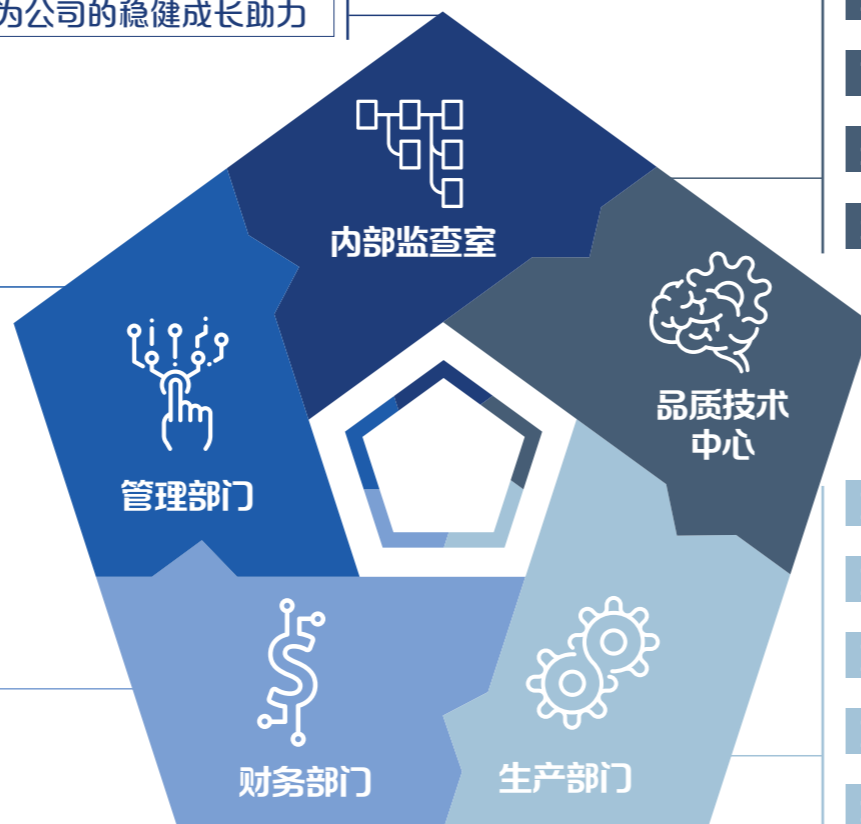 为公司的稳健成长助力
内部监查室
品质技术
中心
管理部门
财务部门
生产部门